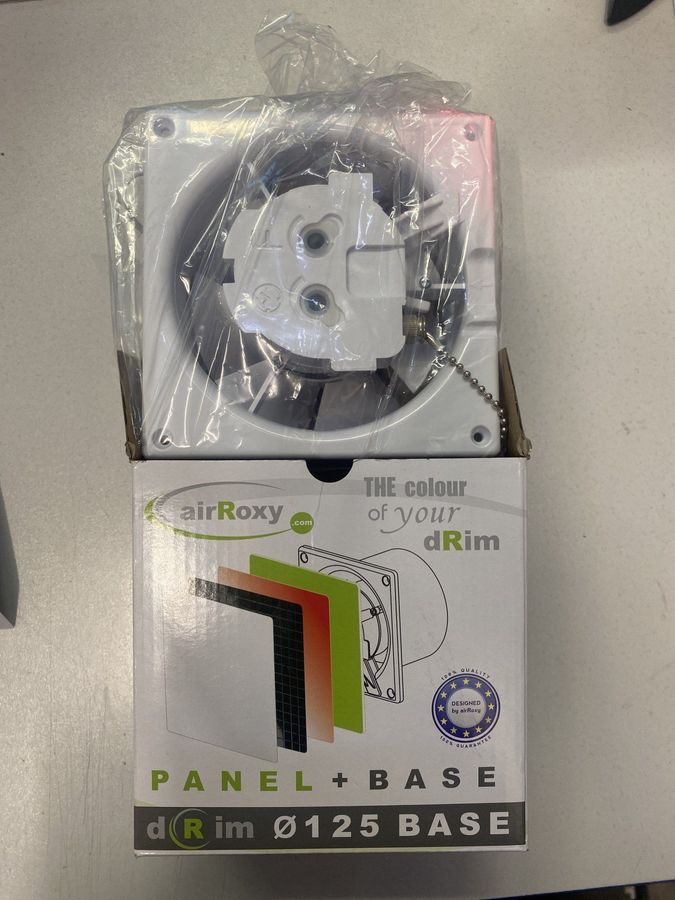 airRoxy
.com
THE colour
of your
dRim
100% QUALITY
DESIGNED
by airRoxy
100% GUARANTEE
PANEL + BASE
dRim Ø125 BASE